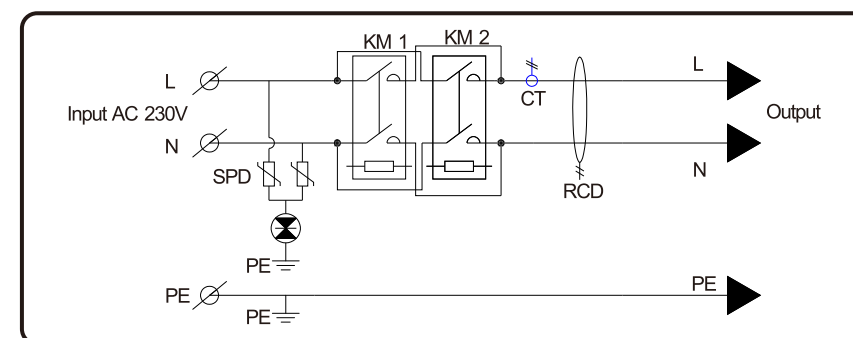 KM 1
KM 2
L
L
CT
Input AC 230V
Output
N
N
SPD
RCD
PE
PE
PE
PE